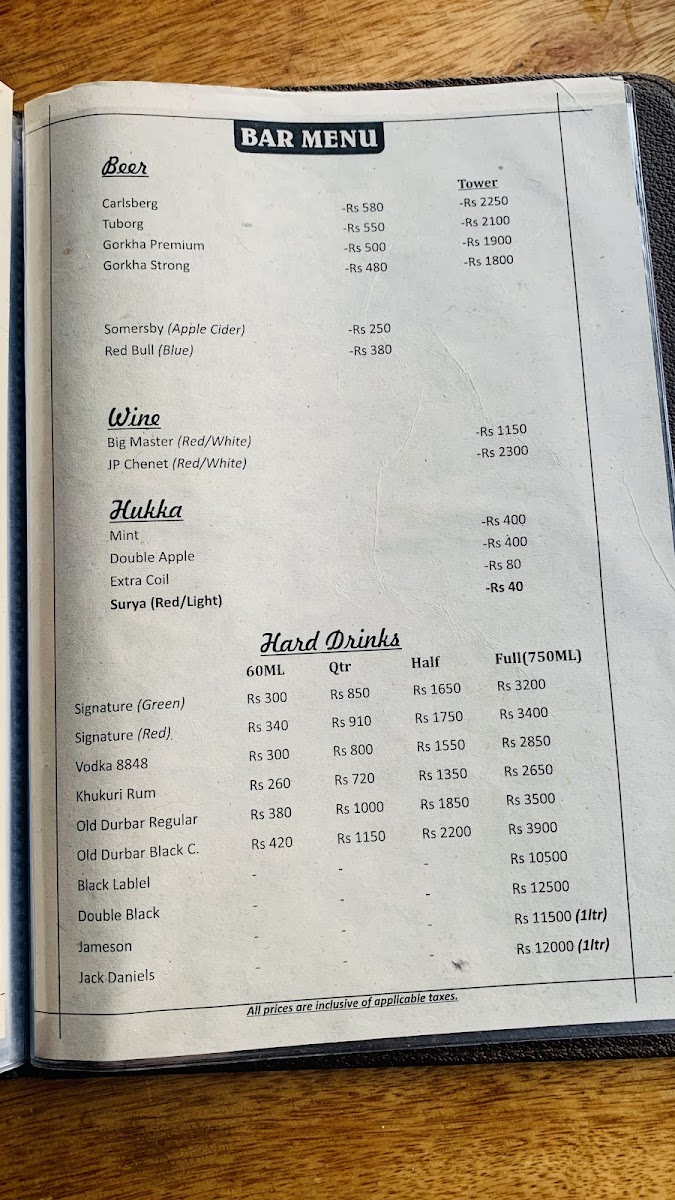 BAR MENU
Beer
Tower
Carlsberg -Rs 580 -Rs 2250
Tuborg -Rs 550 -Rs 2100
Gorkha Premium -Rs 500 -Rs 1900
Gorkha Strong -Rs 480 -Rs 1800
Somersby (Apple Cider) -Rs 250
Red Bull (Blue) -Rs 380
Wine
Big Master (Red/White) -Rs 1150
JP Chenet (Red/White) -Rs 2300
Hukka
Mint -Rs 400
Double Apple -Rs 400
Extra Coil -Rs 80
Surya (Red/Light) -Rs 40
Hard Drinks
60ML Qtr Half Full(750ML)
Signature (Green) Rs 300 Rs 850 Rs 1650 Rs 3200
Signature (Red) Rs 340 Rs 910 Rs 1750 Rs 3400
Vodka 8848 Rs 300 Rs 800 Rs 1550 Rs 2850
Khukuri Rum Rs 260 Rs 720 Rs 1350 Rs 2650
Old Durbar Regular Rs 380 Rs 1000 Rs 1850 Rs 3500
Old Durbar Black C. Rs 420 Rs 1150 Rs 2200 Rs 3900
Black Lablel - - - Rs 10500
Double Black - - - Rs 12500
Jameson - - - Rs 11500 (1ltr)
Jack Daniels - - - Rs 12000 (1ltr)
All prices are inclusive of applicable taxes.